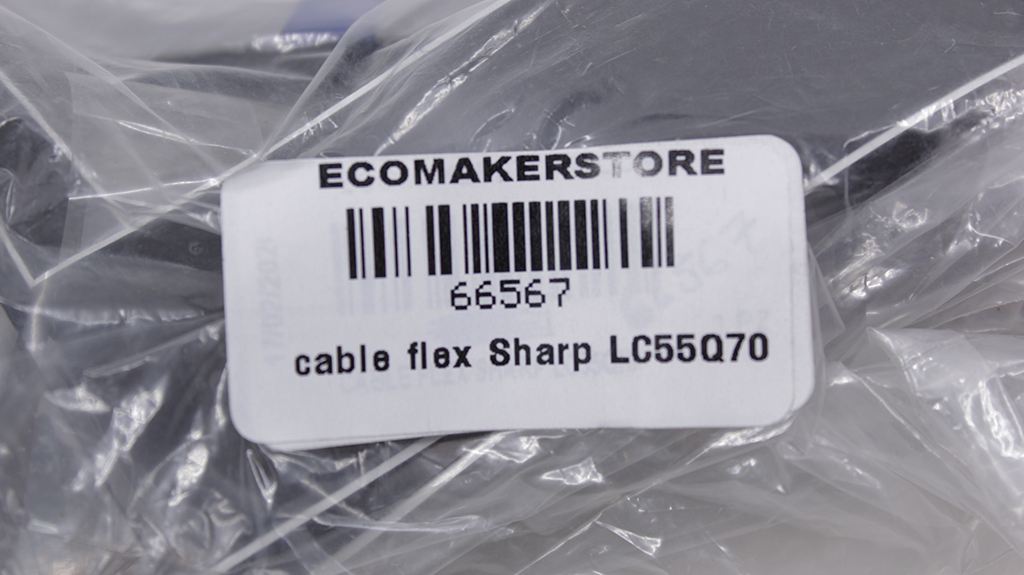 ECOMAKERSTORE
66567
cable flex Sharp LC55Q70